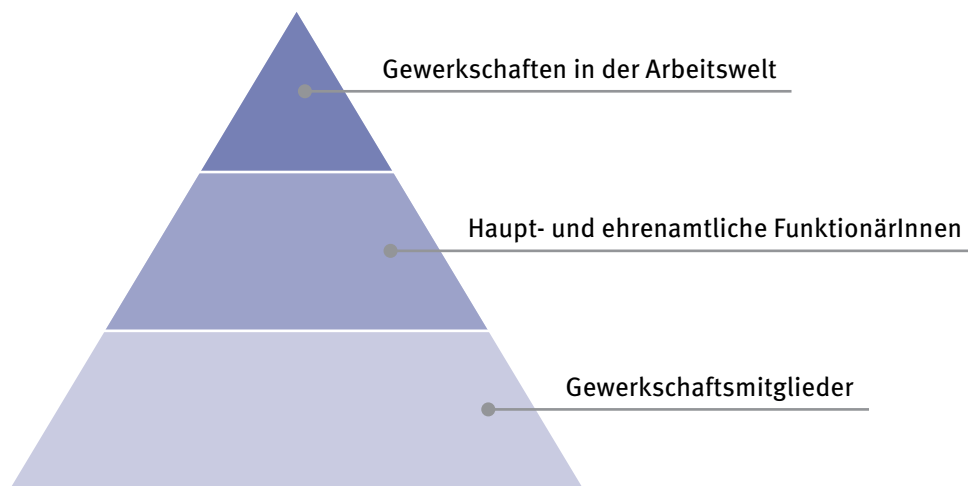 Gewerkschaften in der Arbeitswelt
Haupt- und ehrenamtliche FunktionärInnen
Gewerkschaftsmitglieder